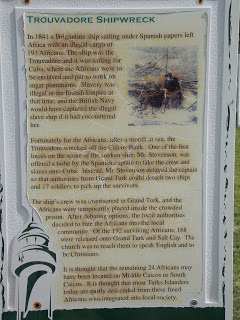 TROUVADORE SHIPWRECK
In 1841 a Brigantine ship sailing under Spanish papers left
Africa with an illegal cargo of
193 Africans. The ship was the
Trouvadore and it was sailing for
Cuba, where the Africans were to
be enslaved and put to work on
sugar plantations. Slavery was
illegal in the British Empire at
that time, and the British Navy
would have captured the illegal
slave ship if it had encountered
her.
Fortunately for the Africans, after a month at sea, the
Trouvadore wrecked off the Caicos Bank. One of the first
locals on the scene of the sunken ship, Mr. Stevenson, was
offered a bribe by the Spanish captain to take the crew and
slaves onto Cuba. Instead, Mr. Stevenson delayed the captain
so that authorities from Grand Turk could detach two ships
and 17 soldiers to pick up the survivors.
The ship's crew was imprisoned in Grand Turk, and the
Africans were temporarily placed inside the crowded
prison. After debating options, the local authorities
decided to free the Africans into the local
community. Of the 192 surviving Africans, 168
were released onto Grand Turk and Salt Cay. The
church was to teach them to speak English and to
be Christians.
It is thought that the remaining 24 Africans may
have been located on Middle Caicos or South
Caicos. It is thought that most Turks Islanders
today are partly descended from these freed
Africans who integrated into local society.